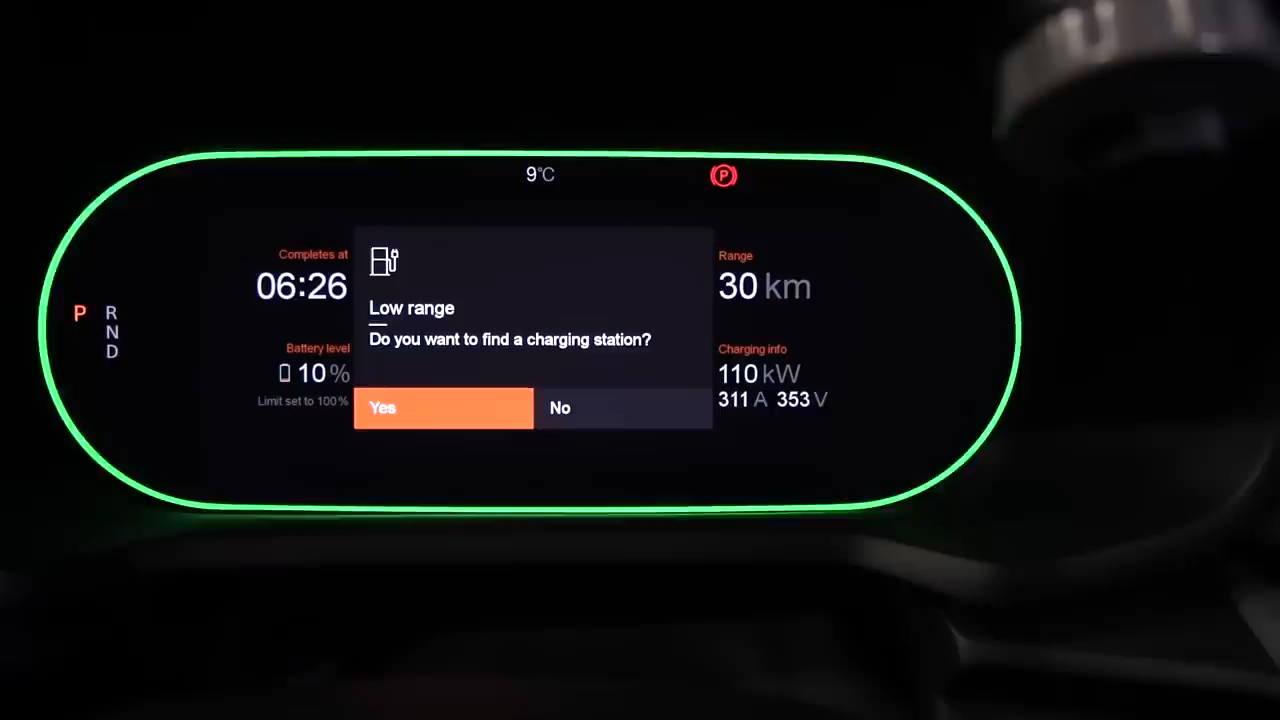 9°C
P
P
R
N
D
Completes at
06:26
Battery level
10%
Limit set to 100%
Low range
Do you want to find a charging station?
Yes
No
Range
30 km
Charging info
110 kW
311 A 353 V